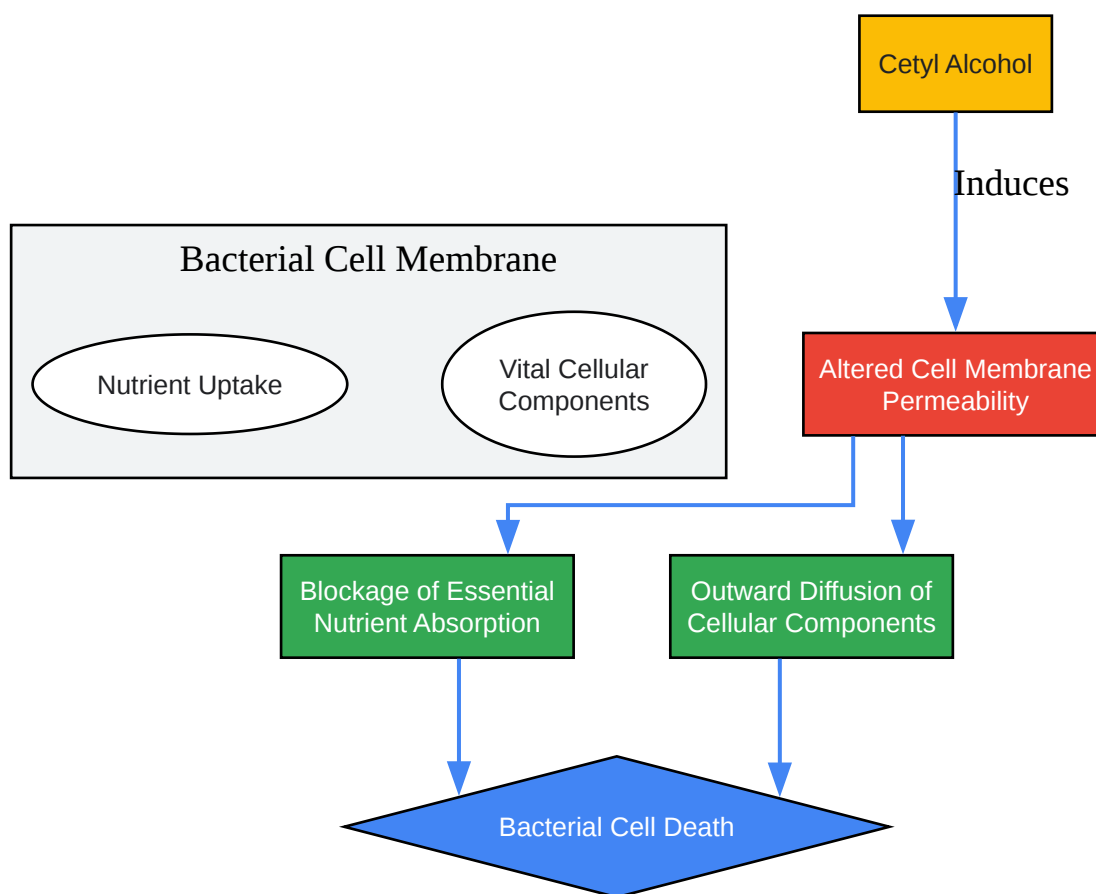 Cetyl Alcohol
Induces
Bacterial Cell Membrane
Nutrient Uptake
Vital Cellular
Components
Altered Cell Membrane
Permeability
Blockage of Essential
Nutrient Absorption
Outward Diffusion of
Cellular Components
Bacterial Cell Death